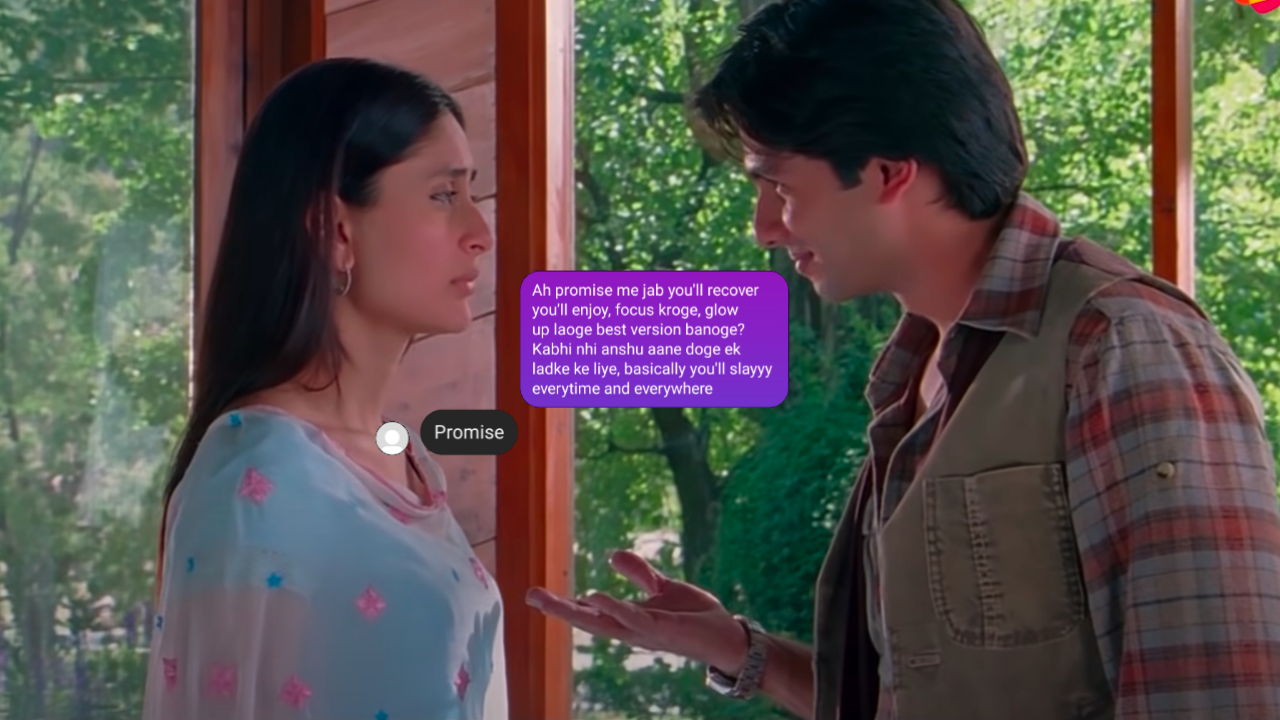 Ah promise me jab you'll recover
you'll enjoy, focus kroge, glow
up laoge best version banoge?
Kabhi nhi anshu aane doge ek
ladke ke liye, basically you'll slayyy
everytime and everywhere
Promise